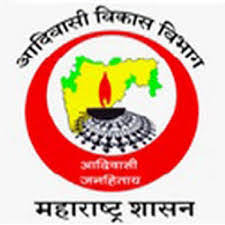 आदिवासी विकास विभाग
आदिवासी
जनहिताय
महाराष्ट्र शासन